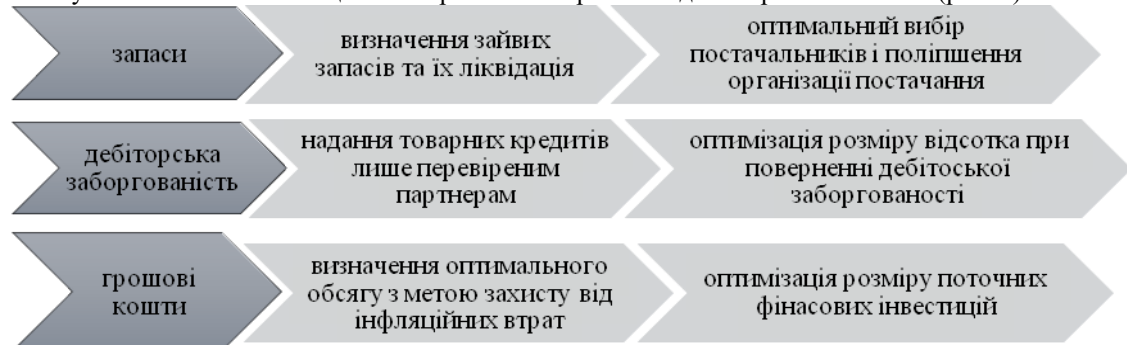 запаси
визначення зайвих
запасів та їх ліквідація
оптимальний вибір
постачальників і поліпшення
організації постачання
дебіторська
заборгованість
надання товарних кредитів
лише перевіреним
партнерам
оптимізація розміру відсотка при
поверненні дебітоської
заборгованості
грошові
кошти
визначення оптимального
обсягу з метою захисту від
інфляційних втрат
оптимізація розміру поточних
фінасових інвестицій